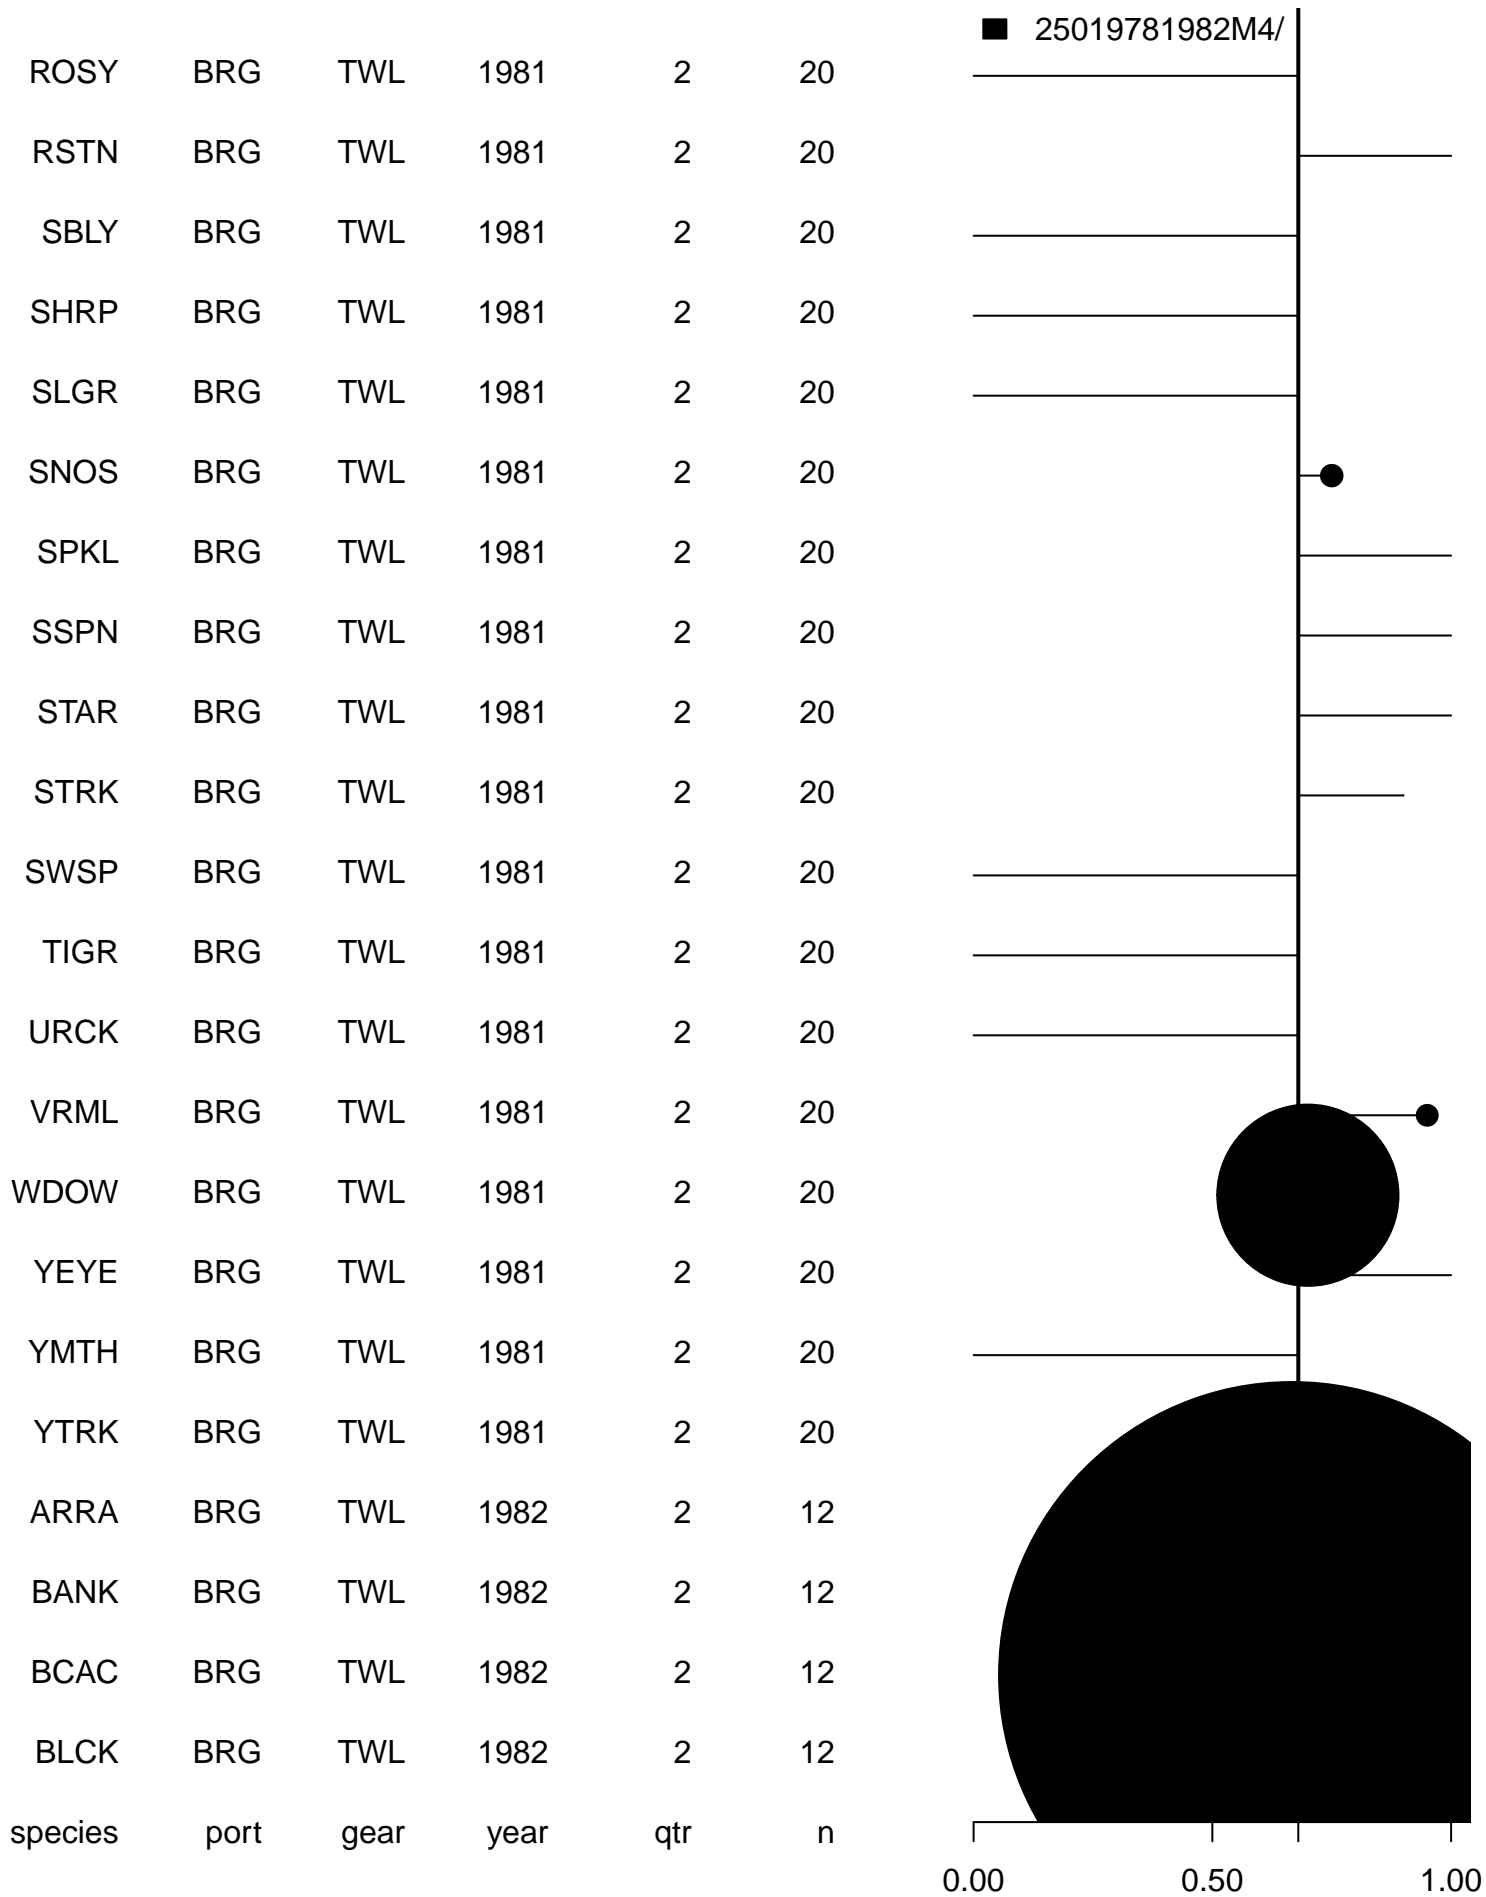 25019781982M4/
ROSY BRG TWL 1981 2 20
RSTN BRG TWL 1981 2 20
SBLY BRG TWL 1981 2 20
SHRP BRG TWL 1981 2 20
SLGR BRG TWL 1981 2 20
SNOS BRG TWL 1981 2 20
SPKL BRG TWL 1981 2 20
SSPN BRG TWL 1981 2 20
STAR BRG TWL 1981 2 20
STRK BRG TWL 1981 2 20
SWSP BRG TWL 1981 2 20
TIGR BRG TWL 1981 2 20
URCK BRG TWL 1981 2 20
VRML BRG TWL 1981 2 20
WDOW BRG TWL 1981 2 20
YEYE BRG TWL 1981 2 20
YMTH BRG TWL 1981 2 20
YTRK BRG TWL 1981 2 20
ARRA BRG TWL 1982 2 12
BANK BRG TWL 1982 2 12
BCAC BRG TWL 1982 2 12
BLCK BRG TWL 1982 2 12
species port gear year qtr n
0.00 0.50 1.00